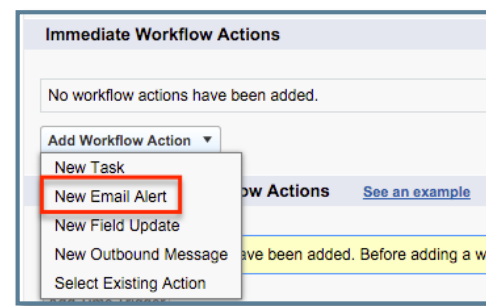 Immediate Workflow Actions
No workflow actions have been added.
Add Workflow Action
New Task
New Email Alert
ow Actions See an example
New Field Update
New Outbound Message ave been added. Before adding a w
Select Existing Action